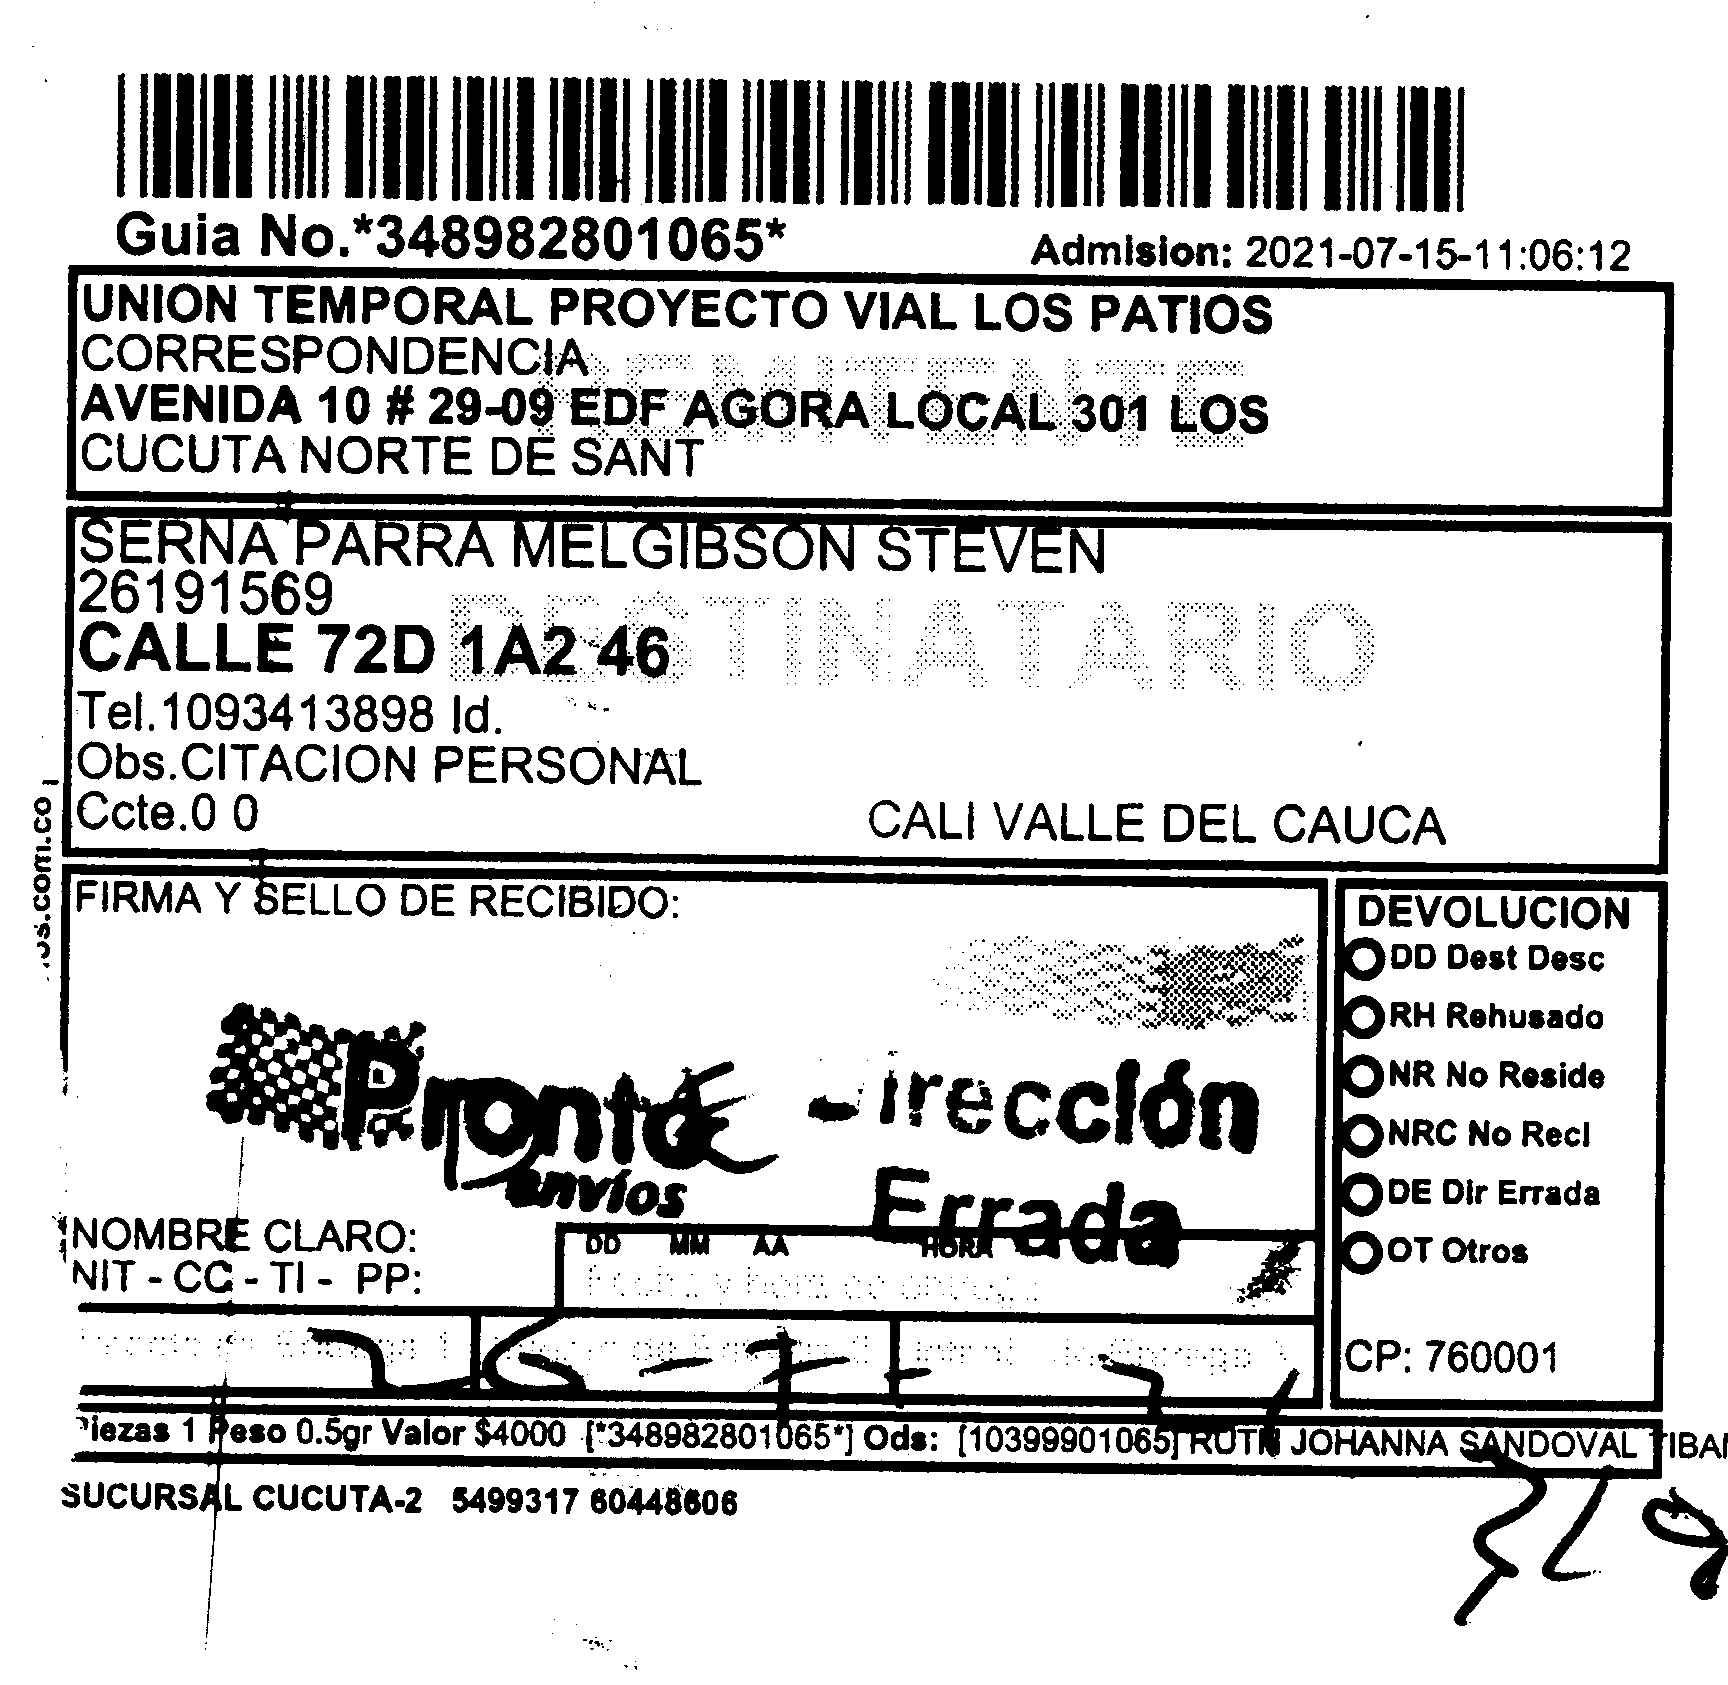 Guia No.*348982801065*
Admision: 2021-07-15-11:06:12
UNION TEMPORAL PROYECTO VIAL LOS PATIOS
CORRESPONDENCIA
REMITENTE
AVENIDA 10 # 29-09 EDF AGORA LOCAL 301 LOS
CUCUTA NORTE DE SANT
SERNA PARRA MELGIBSON STEVEN
26191569
DESTINATARIO
CALLE 72D 1A2 46
Tel.1093413898 Id.
Obs.CITACION PERSONAL
Ccte.0 0
CALI VALLE DEL CAUCA
FIRMA Y SELLO DE RECIBIDO:
Pronto
envíos
Dirección
Errada
NOMBRE CLARO:
NIT - CC - TI - PP:
DD MM AA HORA
DEVOLUCION
DD Dest Desc
RH Rehusado
NR No Reside
NRC No Recl
DE Dir Errada
OT Otros
CP: 760001
Piezas 1 Peso 0.5gr Valor $4000 [*348982801065*] Ods: [10399901065] RUTH JOHANNA SANDOVAL
SUCURSAL CUCUTA-2 5499317 60448606